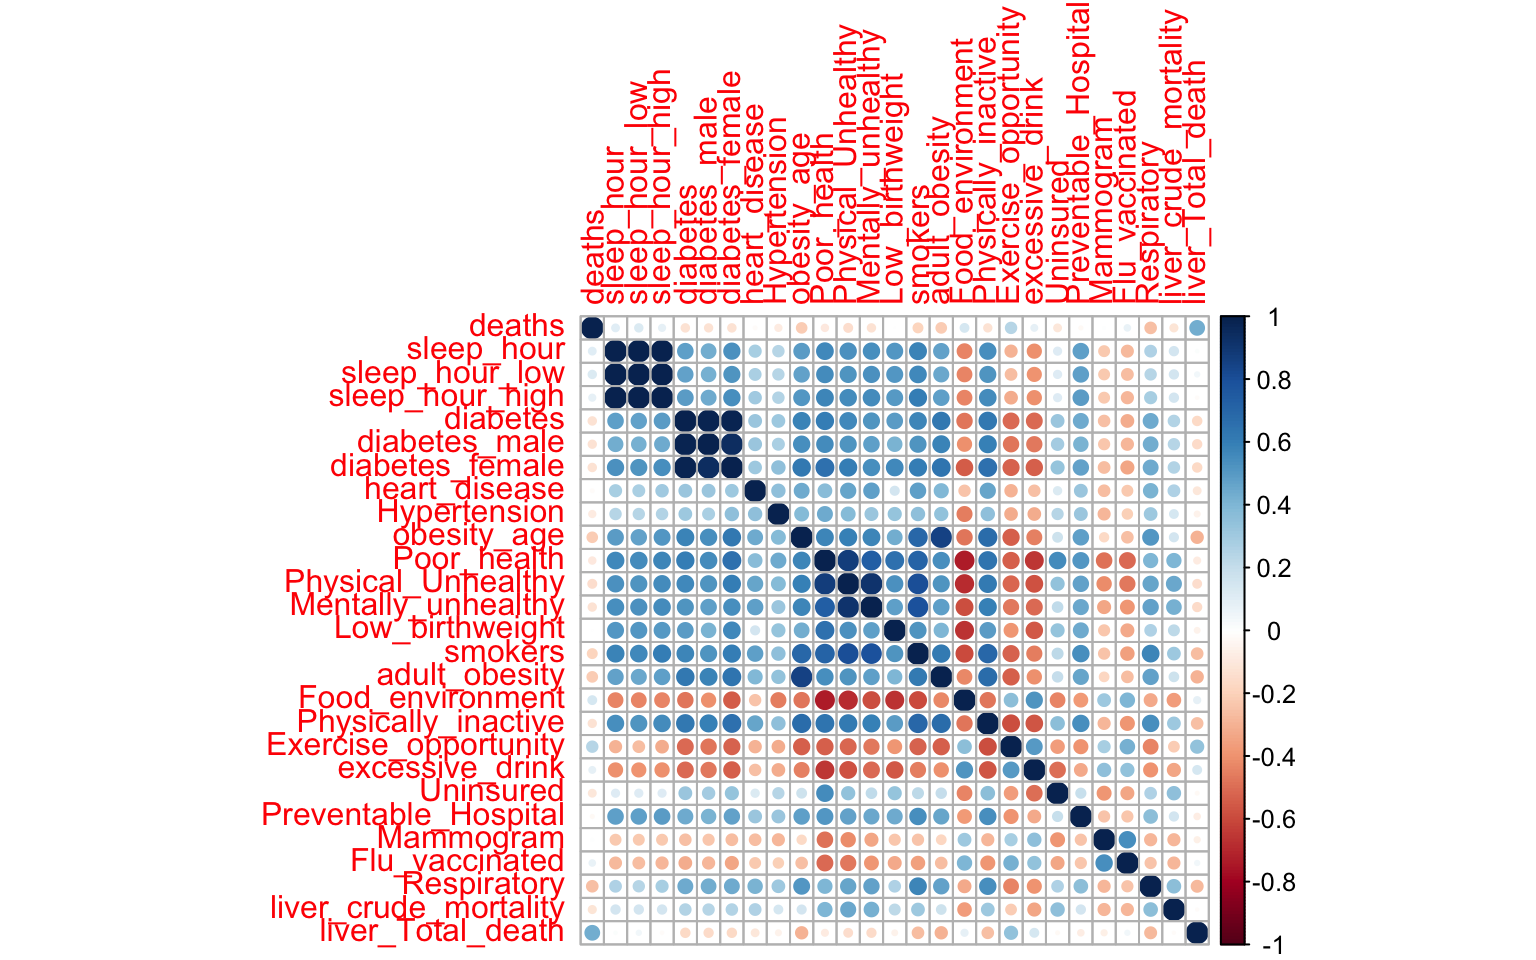 deaths
sleep_hour
sleep_hour_low
sleep_hour_high
diabetes
diabetes_male
diabetes_female
heart_disease
Hypertension
obesity_age
Poor_health
Physical_Unhealthy
Mentally_unhealthy
Low_birthweight
smokers
adult_obesity
Food_environment
Physically_inactive
Exercise_opportunity
excessive_drink
Uninsured
Preventable_Hospital
Mammogram
Flu_vaccinated
Respiratory
liver_crude_mortality
liver_Total_death
deaths
sleep_hour
sleep_hour_low
sleep_hour_high
diabetes
diabetes_male
diabetes_female
heart_disease
Hypertension
obesity_age
Poor_health
Physical_Unhealthy
Mentally_unhealthy
Low_birthweight
smokers
adult_obesity
Food_environment
Physically_inactive
Exercise_opportunity
excessive_drink
Uninsured
Preventable_Hospital
Mammogram
Flu_vaccinated
Respiratory
liver_crude_mortality
liver_Total_death
1
0.8
0.6
0.4
0.2
0
-0.2
-0.4
-0.6
-0.8
-1